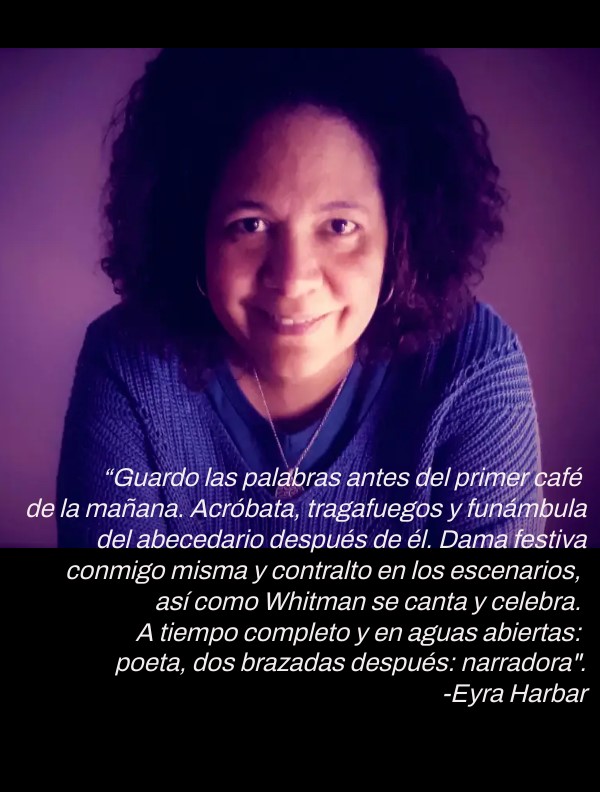 “Guardo las palabras antes del primer café
de la mañana. Acróbata, tragafuegos y funámbula
del abecedario después de él. Dama festiva
conmigo misma y contralto en los escenarios,
así como Whitman se canta y celebra.
A tiempo completo y en aguas abiertas:
poeta, dos brazadas después: narradora".
-Eyra Harbar